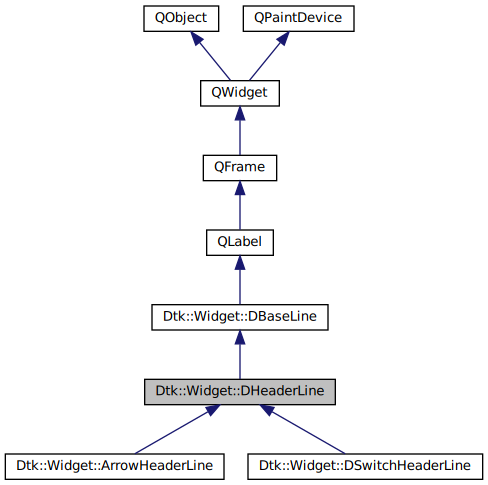 QObject
QPaintDevice
QWidget
QFrame
QLabel
Dtk::Widget::DBaseLine
Dtk::Widget::DHeaderLine
Dtk::Widget::ArrowHeaderLine
Dtk::Widget::DSwitchHeaderLine